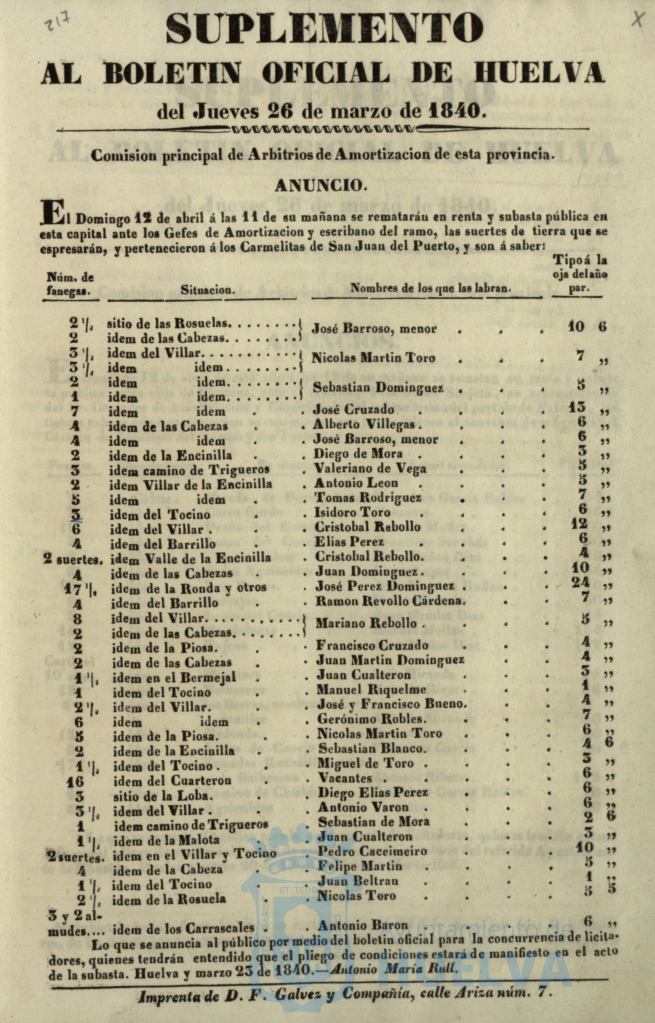 217
X
SUPLEMENTO
AL BOLETIN OFICIAL DE HUELVA
del Jueves 26 de marzo de 1840.
Comision principal de Arbitrios de Amortizacion de esta provincia.
ANUNCIO.
El Domingo 12 de abril á las 11 de su mañana se rematarán en renta y subasta pública en
esta capital ante los Gefes de Amortizacion y escribano del ramo, las suertes de tierra que se
espresarán, y pertenecieron á los Carmelitas de San Juan del Puerto, y son á saber:
Núm. de fanegas. Situacion. Nombres de los que las labran. Tipo á la oja del año par.
2 1/2 sitio de las Rosuelas. . . . . . . . }
2 idem de las Cabezas. . . . . . . . } José Barroso, menor . . . 10 6
3 1/2 idem del Villar. . . . . . . . . . }
3 1/2 idem idem. . . . . . . . } Nicolas Martin Toro . . . 7 „
2 idem idem. . . . . . . . }
1 idem idem. . . . . . . . } Sebastian Dominguez . . . 5 „
7 idem idem . . José Cruzado . . . 13 „
4 idem de las Cabezas . Alberto Villegas . . . . 6 „
4 idem idem . . José Barroso, menor . . . 6 „
2 idem de la Encinilla . . Diego de Mora . . . . 3 „
3 idem camino de Trigueros . Valeriano de Vega . . . 5 „
2 idem Villar de la Encinilla . Antonio Leon . . . . 5 „
5 idem idem . . Tomas Rodriguez . . . 7 „
3 idem del Tocino . . Isidoro Toro . . . . 6 „
6 idem del Villar . . . Cristobal Rebollo . . . 12 „
4 idem del Barrillo . . Elias Perez . . . . 6 „
2 suertes. idem Valle de la Encinilla . Cristobal Rebollo. . . . 4 „
4 idem de las Cabezas . . Juan Dominguez . . . . 10 „
17 1/2 idem de la Ronda y otros . José Perez Dominguez . . . 24 „
4 idem del Barrillo . . Ramon Revollo Cárdena. . . 7 „
8 idem del Villar. . . . . . . . . . }
2 idem de las Cabezas. . . . . . . } Mariano Rebollo . . . . 5 „
2 idem de la Piosa. . . Francisco Cruzado . . . 4 „
2 idem de las Cabezas . . Juan Martin Dominguez . . 4 „
1 1/2 idem en el Bermejal . . Juan Cualteron . . . 3 „
1 idem del Tocino . . Manuel Riquelme . . . 1 „
2 1/2 idem del Villar. . . José y Francisco Bueno. . . 4 „
6 idem idem . . Gerónimo Robles. . . . 7 „
5 idem de la Piosa. . . Nicolas Martin Toro . . . 6 „
2 idem de la Encinilla . . Sebastian Blanco. . . . 4 6
1 1/2 idem del Tocino . . . Miguel de Toro . . . . 3 „
16 idem del Cuarteron . . Vacantes . . . . 6 „
3 sitio de la Loba. . . Diego Elias Perez . . . 6 „
3 1/2 idem del Villar . . . Antonio Varon . . . . 6 „
1 idem camino de Trigueros . Sebastian de Mora . . . 2 6
1 1/2 idem de la Malota . . Juan Cualteron . . . 3 „
2 suertes. idem en el Villar y Tocino . Pedro Caceimeiro . . . 10 „
4 idem de la Cabeza . . Felipe Martin . . . . 5 „
1 1/2 idem del Tocino . . Juan Beltran . . . . 1 „
2 1/2 idem de la Rosuela . . Nicolas Toro . . . . 5 5
3 y 2 al-
mudes.... idem de los Carrascales . . Antonio Baron . . . 6 „
Lo que se anuncia al público por medio del boletin oficial para la concurrencia de licita-
dores, quienes tendrán entendido que el pliego de condiciones estará de manifiesto en el acto
de la subasta. Huelva y marzo 23 de 1840.—Antonio María Rull.
Imprenta de D. F. Galvez y Compañía, calle Ariza núm. 7.
Ayuntamiento de
HUELVA